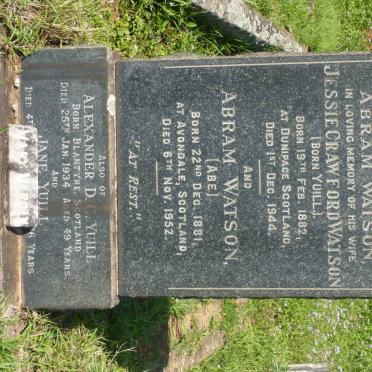 ABRAM WATSON
IN LOVING MEMORY OF HIS WIFE
JESSIE CRAWFORD WATSON
(BORN YUILL).
BORN 19TH FEB. 1882,
AT DUNIPACE SCOTLAND,
DIED 1ST DEC. 1944.
AND
ABRAM WATSON
(ABE)
BORN 22ND DEC. 1881,
AT AVONDALE, SCOTLAND,
DIED 6TH NOV. 1952.
"AT REST."
ALSO OF
ALEXANDER D. C. YUILL
BORN BLANTYRE SCOTLAND
DIED 25TH JAN. 1934 AGED 49 YEARS.
AND
JANE YUILL
DIED 6 YEARS